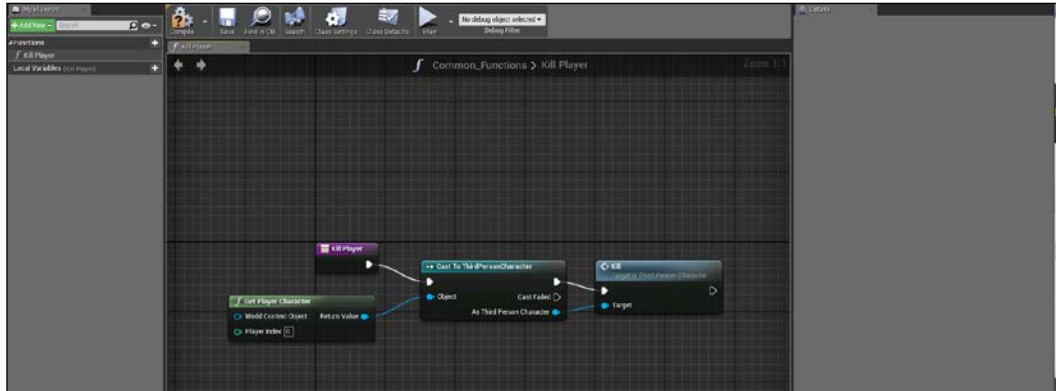 My Blueprint
+ Add New
Search
Functions
f Kill Player
Local Variables (Kill Player)
Compile
Save
Find in CB
Search
Class Settings
Class Defaults
Play
No debug object selected
Debug Filter
f Kill Player
f Common_Functions > Kill Player
Zoom 1:1
Details
Kill Player
Cast To ThirdPersonCharacter
Object
Cast Failed
As Third Person Character
Kill
Target is Third Person Character
Target
f Get Player Character
World Context Object
Return Value
Player Index 0